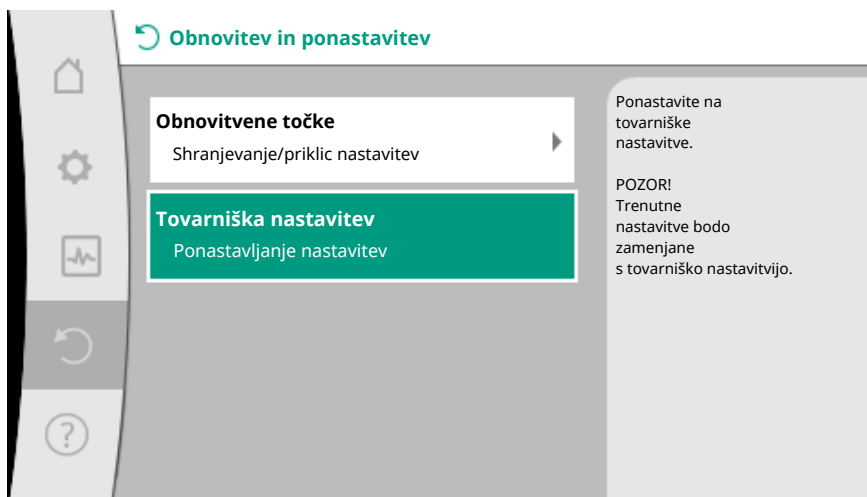 Obnovitev in ponastavitev
Obnovitvene točke
Shranjevanje/priklic nastavitev
Tovarniška nastavitev
Ponastavljanje nastavitev
Ponastavite na
tovarniške
nastavitve.
POZOR!
Trenutne
nastavitve bodo
zamenjane
s tovarniško nastavitvijo.
?